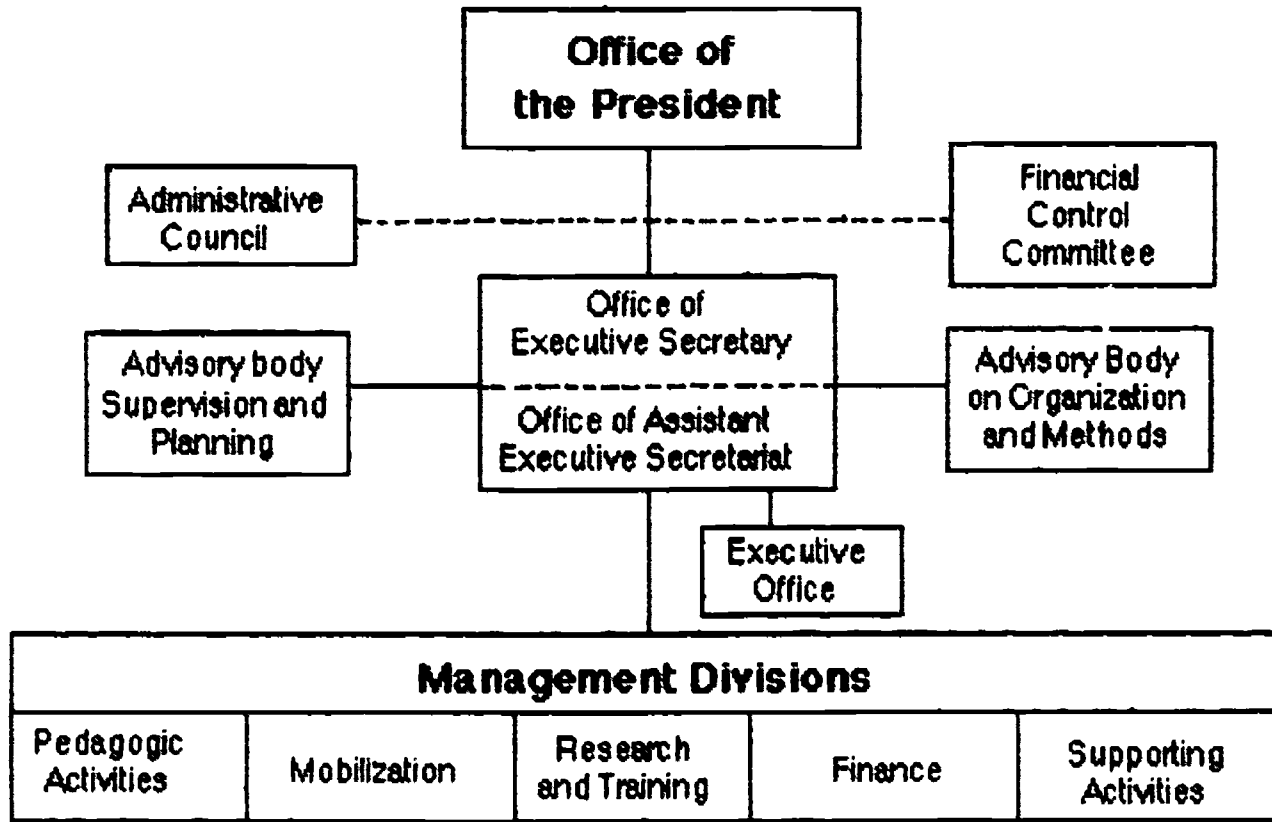 Office of
the President
Administrative
Council
Financial
Control
Committee
Office of
Executive Secretary
Advisory body
Supervision and
Planning
Advisory Body
on Organization
and Methods
Office of Assistant
Executive Secretariat
Executive
Office
Management Divisions
Pedagogic
Activities
Mobilization
Research
and Training
Finance
Supporting
Activities